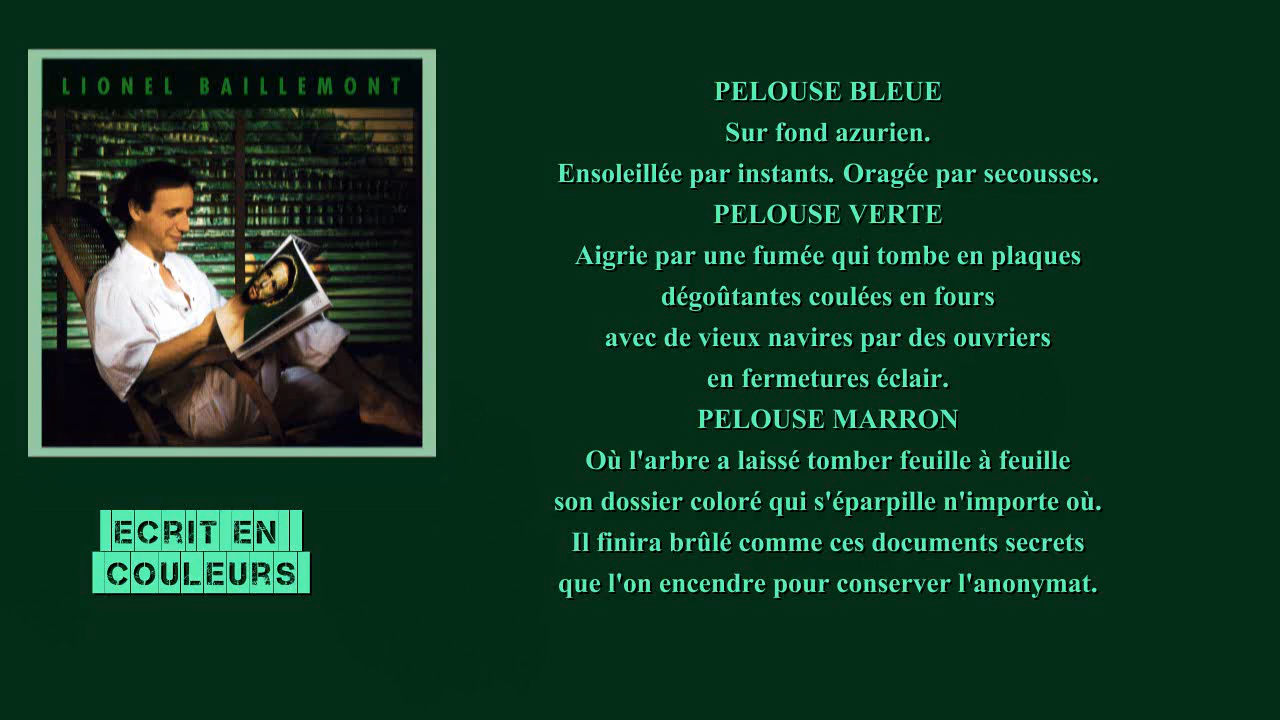 LIONEL BAILLEMONT
ECRIT EN
COULEURS
PELOUSE BLEUE
Sur fond azurien.
Ensoleillée par instants. Oragée par secousses.
PELOUSE VERTE
Aigrie par une fumée qui tombe en plaques
dégoûtantes coulées en fours
avec de vieux navires par des ouvriers
en fermetures éclair.
PELOUSE MARRON
Où l'arbre a laissé tomber feuille à feuille
son dossier coloré qui s'éparpille n'importe où.
Il finira brûlé comme ces documents secrets
que l'on encendre pour conserver l'anonymat.